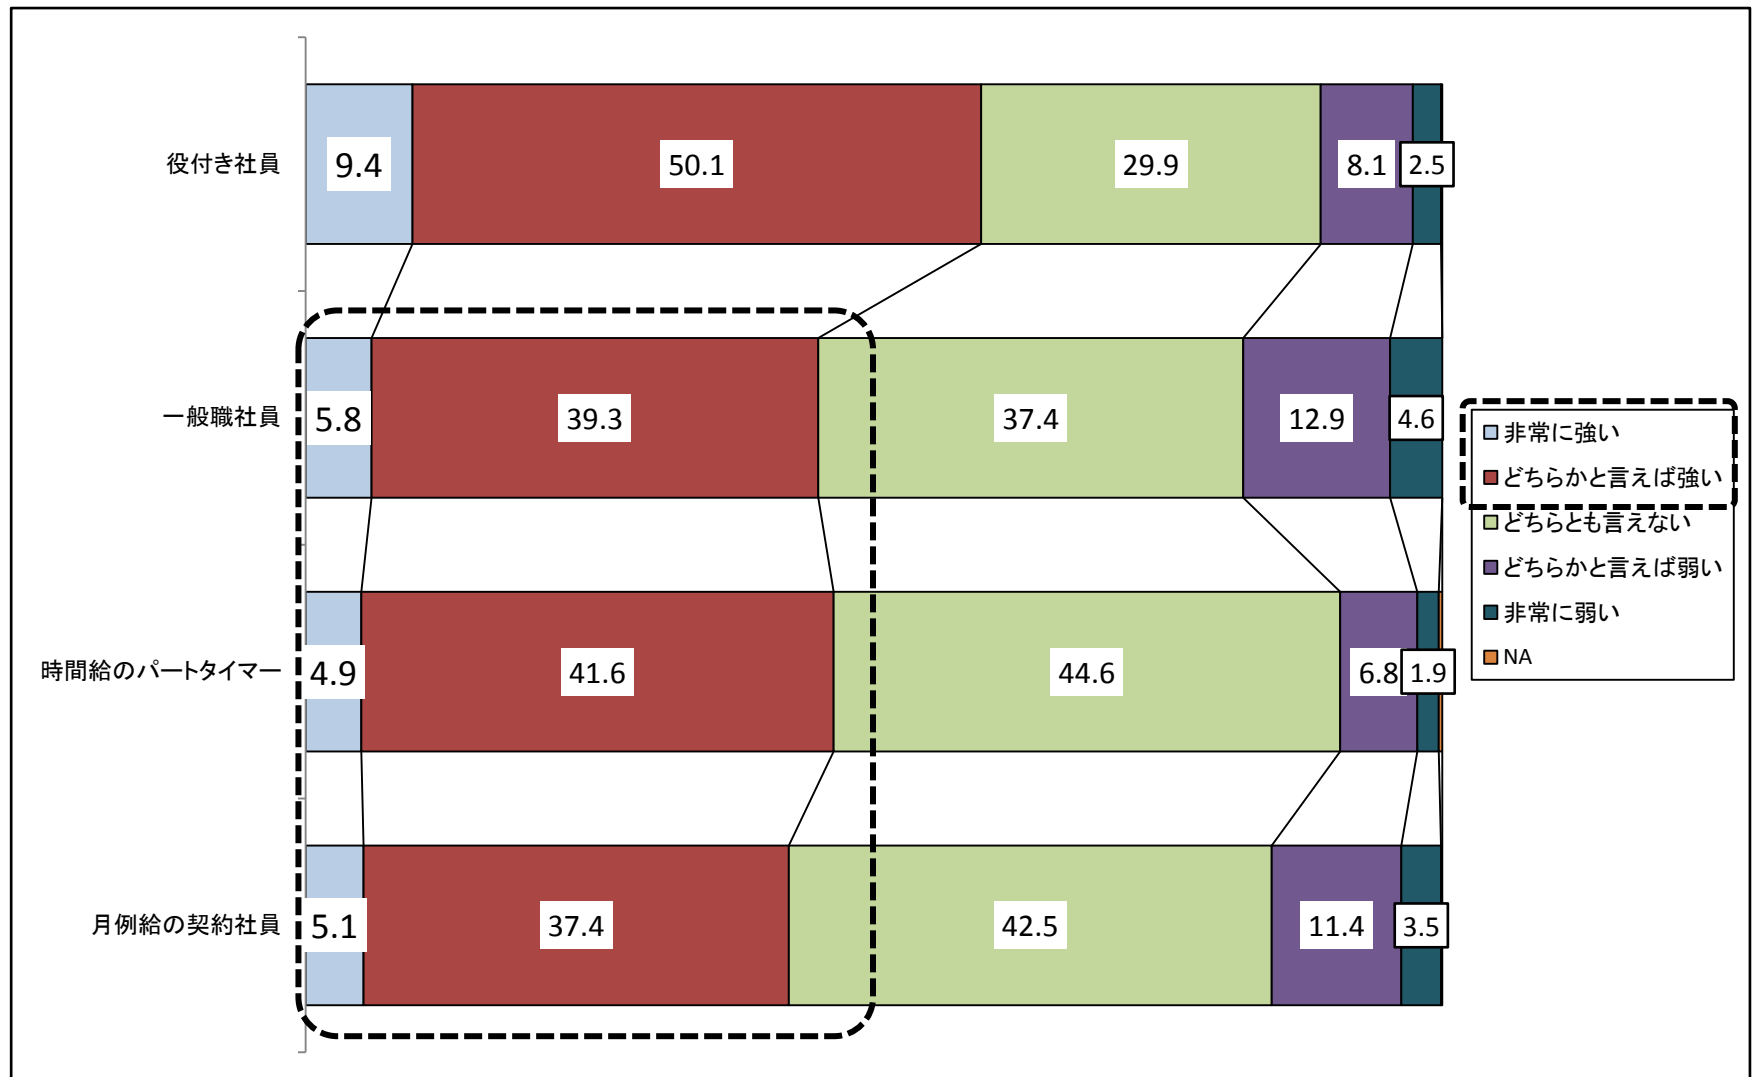 役付き社員
9.4
50.1
29.9
8.1
2.5
一般職社員
5.8
39.3
37.4
12.9
4.6
時間給のパートタイマー
4.9
41.6
44.6
6.8
1.9
月例給の契約社員
5.1
37.4
42.5
11.4
3.5
非常に強い
どちらかと言えば強い
どちらとも言えない
どちらかと言えば弱い
非常に弱い
NA